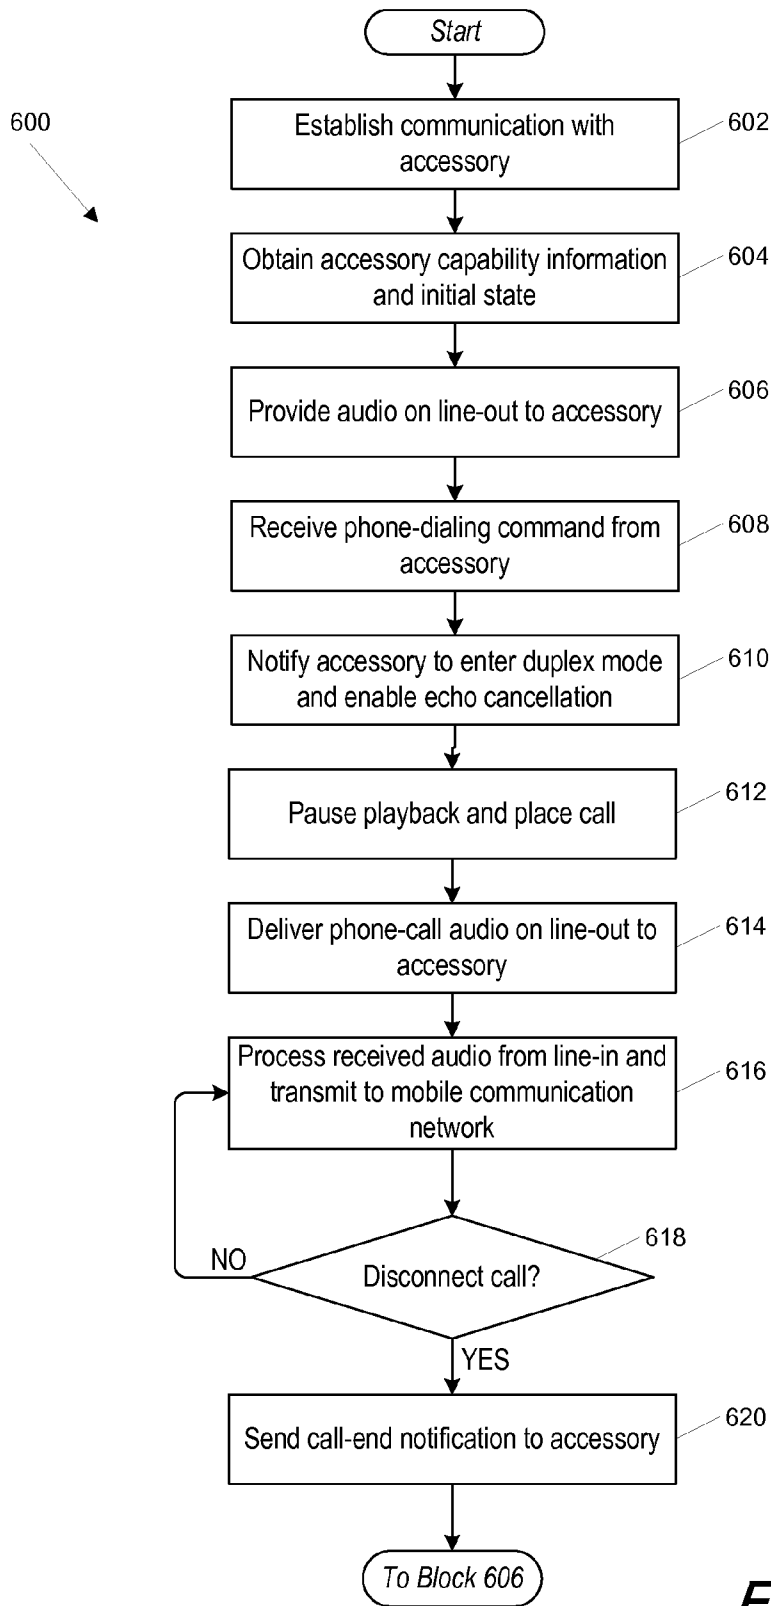 Start
600
Establish communication with
accessory
602
Obtain accessory capability information
and initial state
604
Provide audio on line-out to accessory
606
Receive phone-dialing command from
accessory
608
Notify accessory to enter duplex mode
and enable echo cancellation
610
Pause playback and place call
612
Deliver phone-call audio on line-out to
accessory
614
Process received audio from line-in and
transmit to mobile communication
network
616
618
NO
Disconnect call?
YES
Send call-end notification to accessory
620
To Block 606